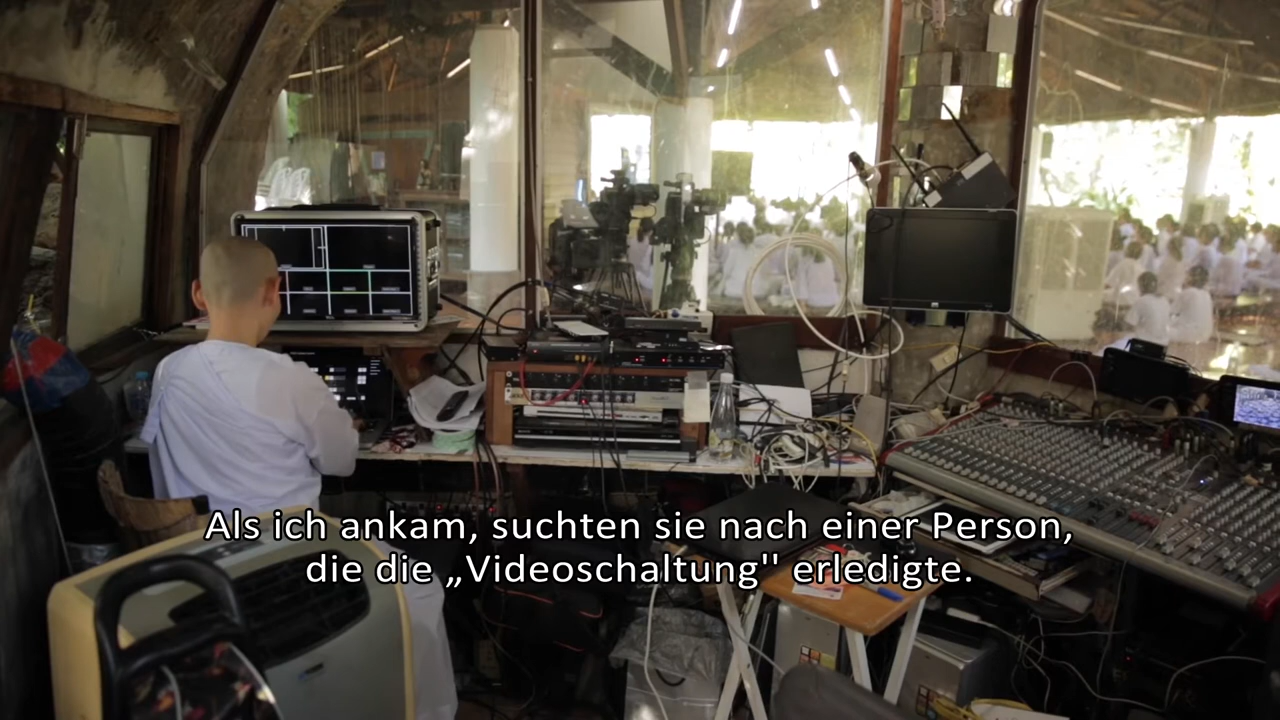 Als ich ankam, suchten sie nach einer Person,
die die „Videoschaltung'' erledigte.